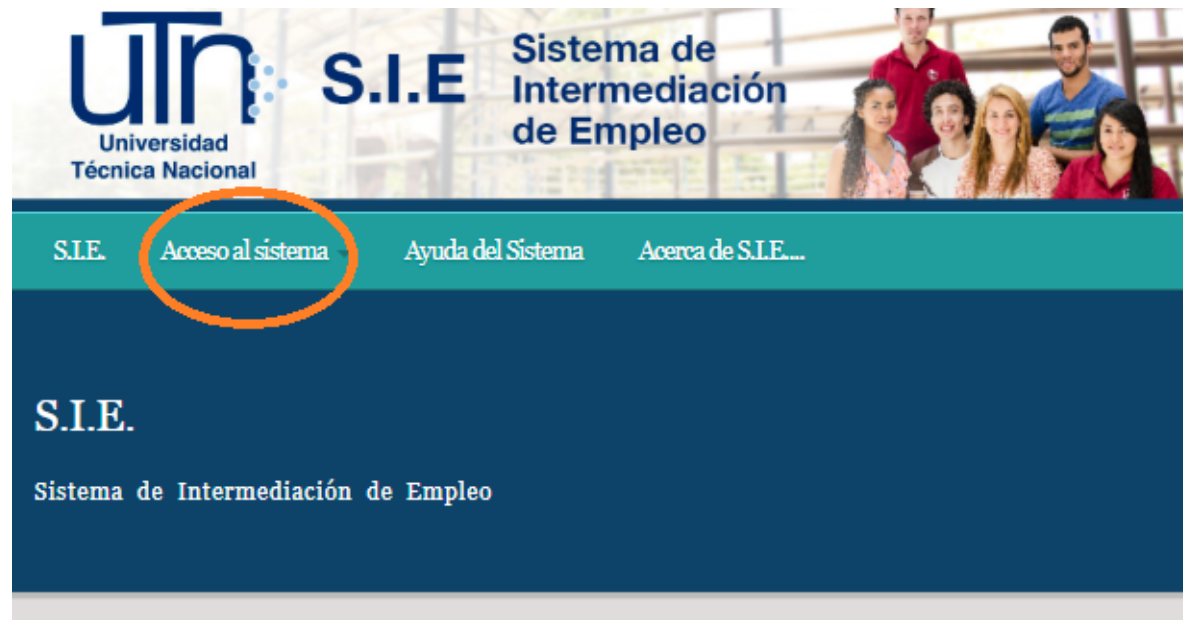 utn
Universidad
Técnica Nacional
S.I.E
Sistema de
Intermediación
de Empleo
S.I.E. Acceso al sistema Ayuda del Sistema Acerca de S.I.E....
S.I.E.
Sistema de Intermediación de Empleo